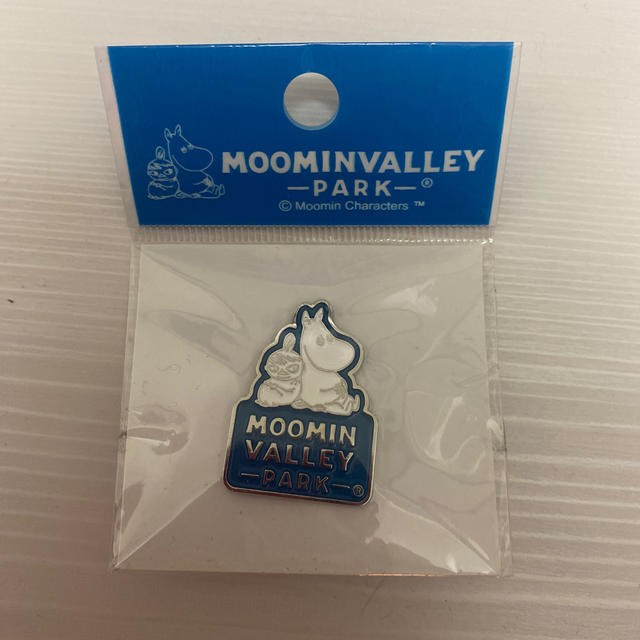 MOOMINVALLEY
—PARK—®
© Moomin Characters ™
MOOMIN
VALLEY
—PARK—®